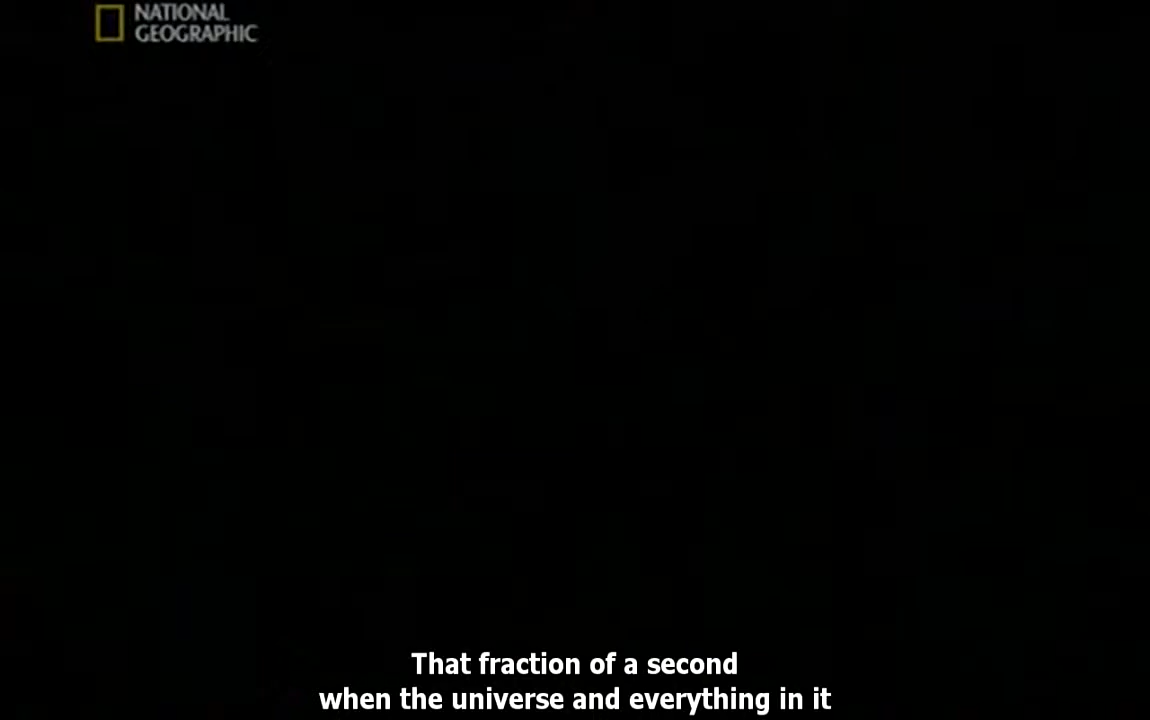 NATIONAL
GEOGRAPHIC
That fraction of a second
when the universe and everything in it